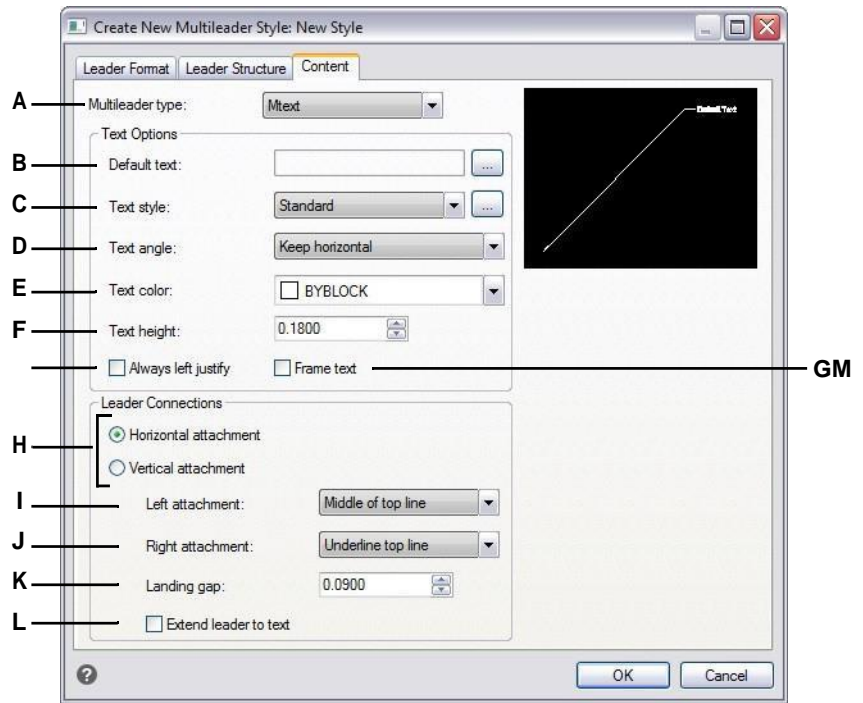 Create New Multileader Style: New Style
Leader Format Leader Structure Content
A Multileader type: Mtext
Default Text
Text Options
B Default text: ...
C Text style: Standard ...
D Text angle: Keep horizontal
E Text color: BYBLOCK
F Text height: 0.1800
Always left justify Frame text GM
Leader Connections
H Horizontal attachment
Vertical attachment
I Left attachment: Middle of top line
J Right attachment: Underline top line
K Landing gap: 0.0900
L Extend leader to text
? OK Cancel